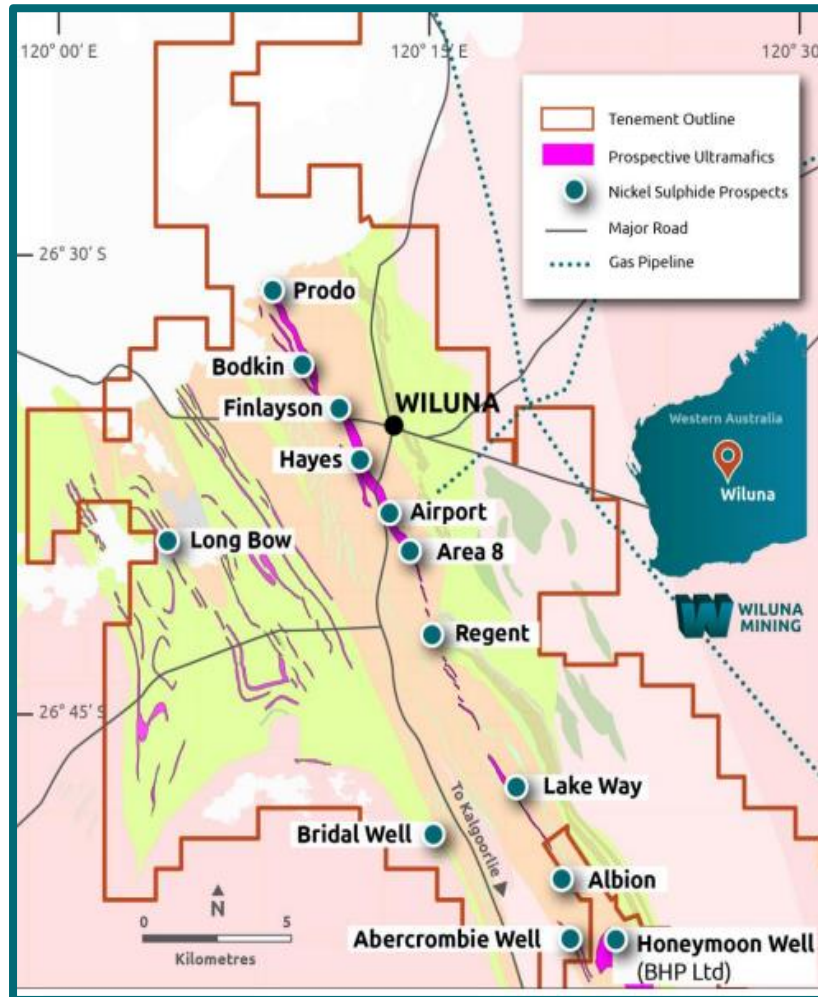 120° 00' E
120° 15' E
120° 30'
Tenement Outline
Prospective Ultramafics
Nickel Sulphide Prospects
Major Road
Gas Pipeline
26° 30' S
Prodo
Bodkin
Finlayson
WILUNA
Hayes
Airport
Long Bow
Area 8
Regent
Western Australia
Wiluna
WILUNA
MINING
26° 45' S
Lake Way
To Kalgoorlie
Bridal Well
Albion
Abercrombie Well
Honeymoon Well
(BHP Ltd)
N
0 5
Kilometres